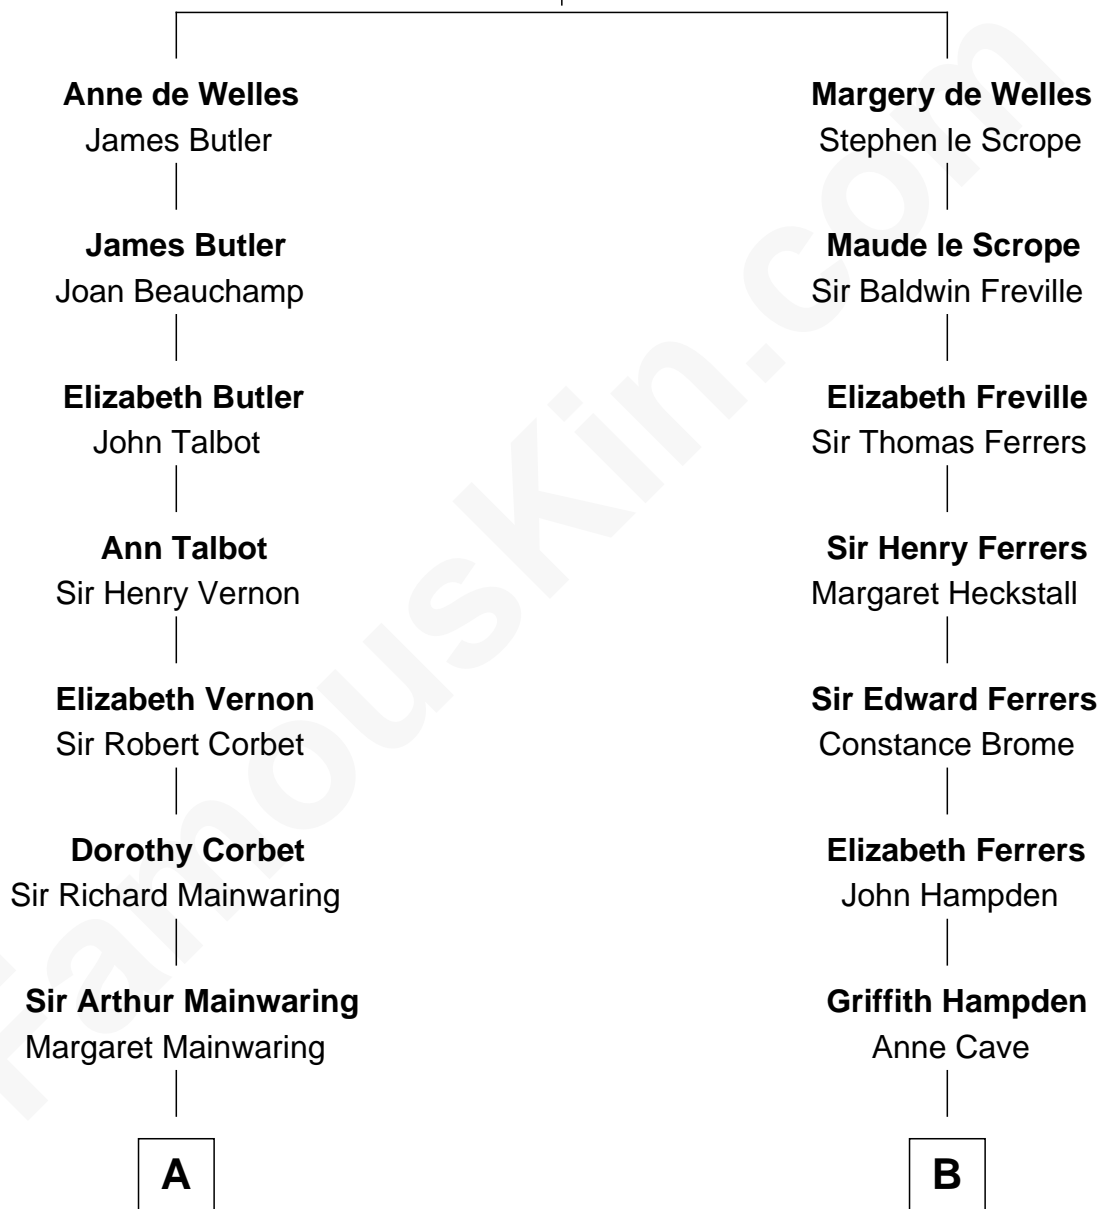 Anne de Welles
James Butler
James Butler
Joan Beauchamp
Elizabeth Butler
John Talbot
Ann Talbot
Sir Henry Vernon
Elizabeth Vernon
Sir Robert Corbet
Dorothy Corbet
Sir Richard Mainwaring
Sir Arthur Mainwaring
Margaret Mainwaring
A
Margery de Welles
Stephen le Scrope
Maude le Scrope
Sir Baldwin Freville
Elizabeth Freville
Sir Thomas Ferrers
Sir Henry Ferrers
Margaret Heckstall
Sir Edward Ferrers
Constance Brome
Elizabeth Ferrers
John Hampden
Griffith Hampden
Anne Cave
B
FamousKin.com